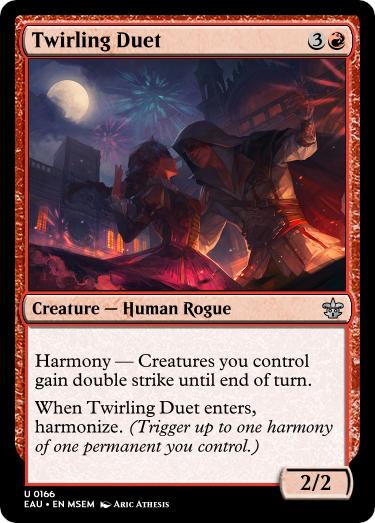 Twirling Duet 3
Creature — Human Rogue
Harmony — Creatures you control
gain double strike until end of turn.
When Twirling Duet enters,
harmonize. (Trigger up to one harmony
of one permanent you control.)
2/2
U 0166
EAU • EN MSEM Aric Athesis